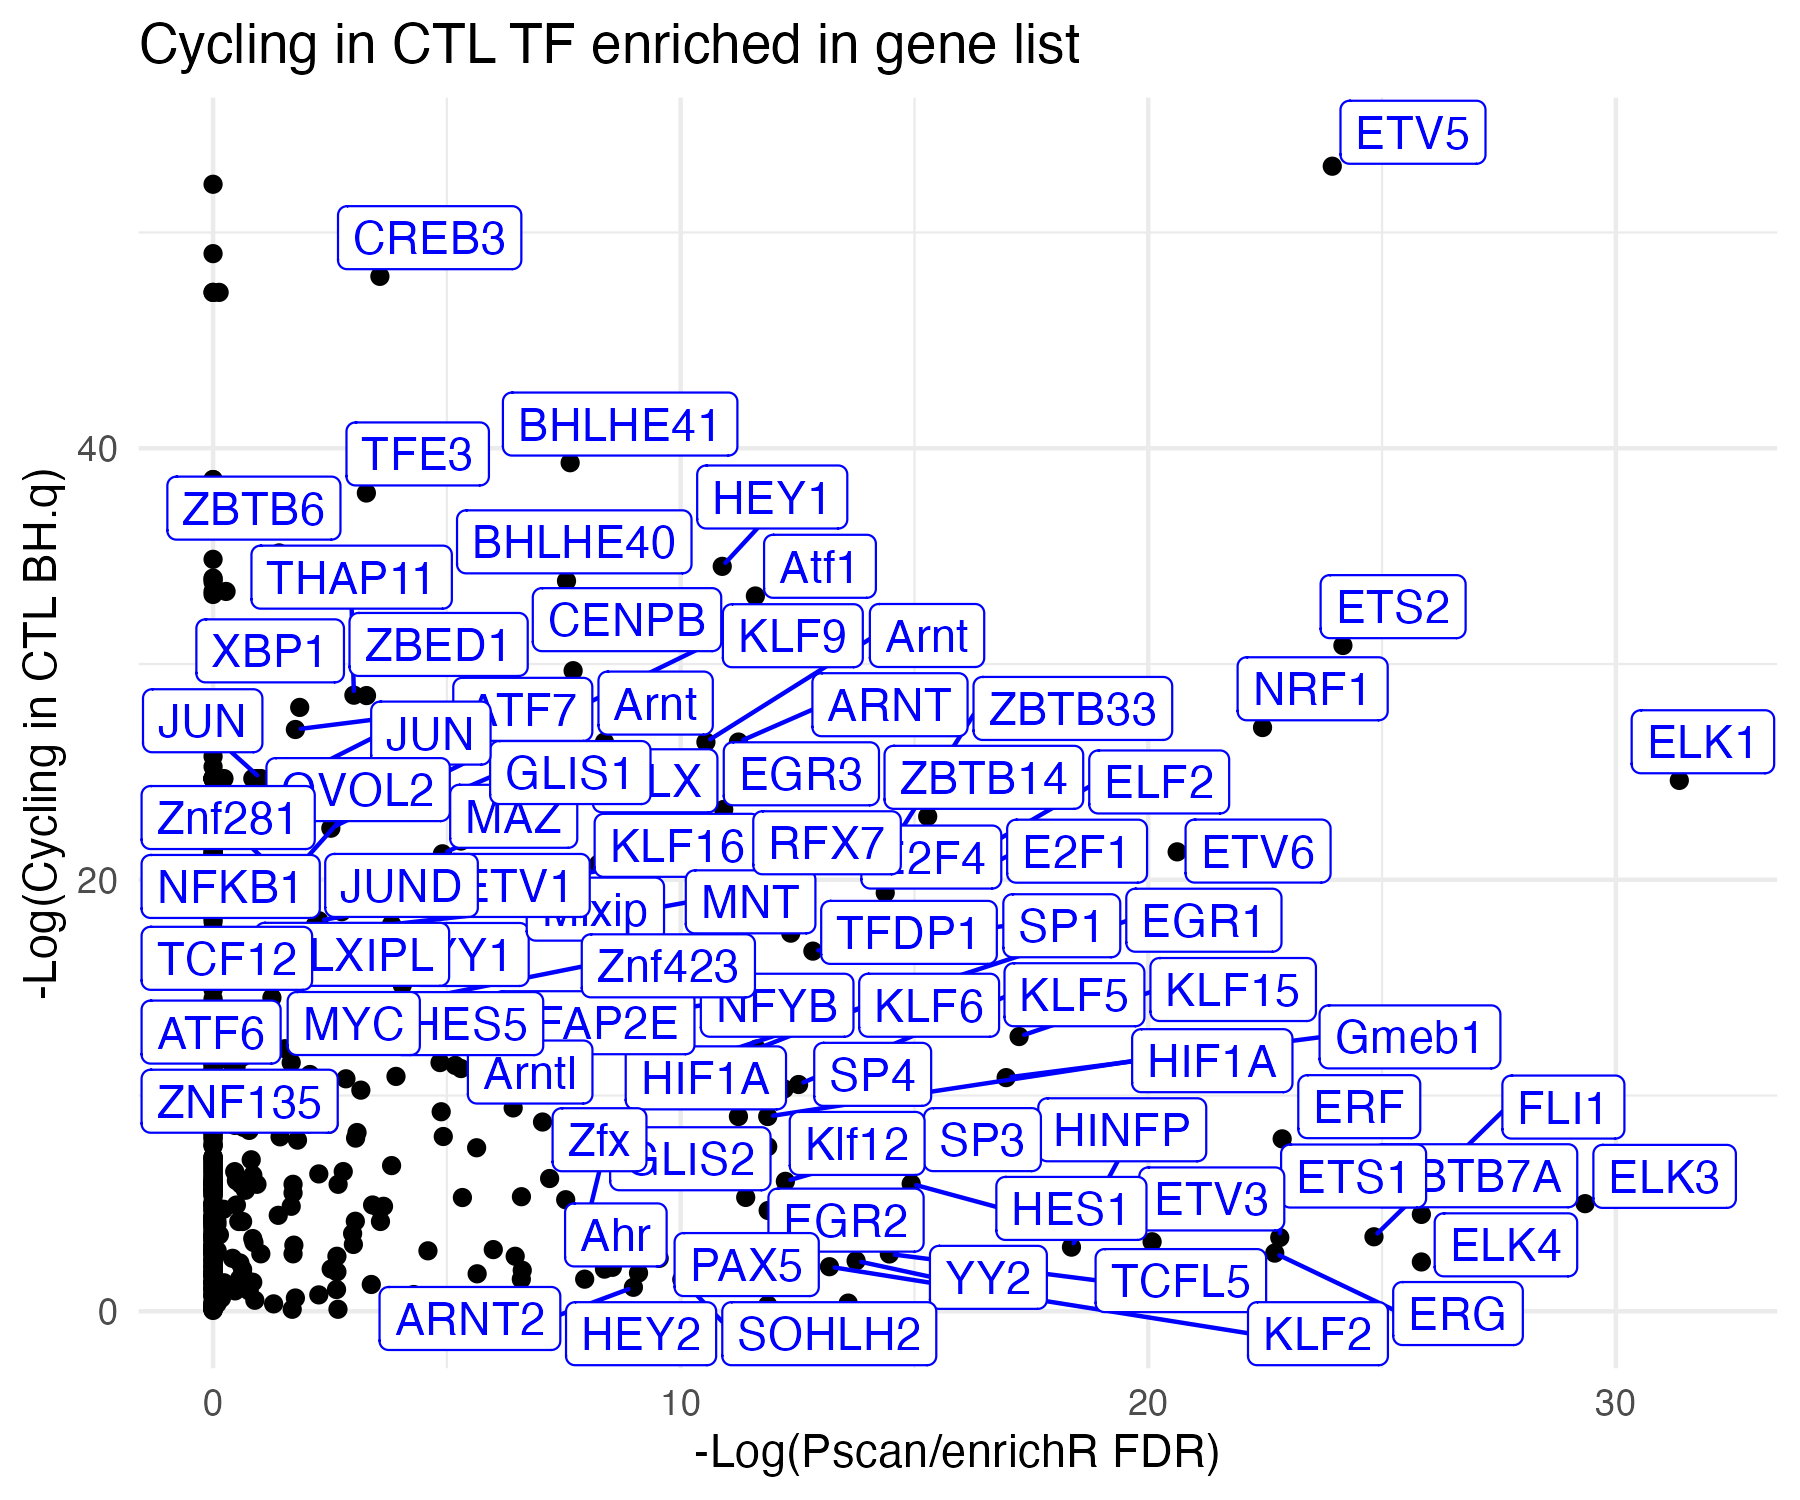 Cycling in CTL TF enriched in gene list
-Log(Cycling in CTL BH.q)
40
20
0
ETV5
CREB3
BHLHE41
TFE3
HEY1
ZBTB6
BHLHE40
Atf1
THAP11
ETS2
CENPB
KLF9
Arnt
XBP1
ZBED1
NRF1
ATF7
Arnt
ARNT
ZBTB33
JUN
JUN
ELK1
GLIS1
LX
EGR3
ZBTB14
ELF2
OVOL2
Znf281
MAZ
KLF16
RFX7
E2F4
E2F1
ETV6
NFKB1
JUND
ETV1
Mlxip
MNT
TFDP1
SP1
EGR1
TCF12
LXIPL
YY1
Znf423
NFYB
KLF6
KLF5
KLF15
ATF6
MYC
HES5
FAP2E
Gmeb1
Arntl
HIF1A
SP4
HIF1A
ZNF135
ERF
FLI1
Zfx
GLIS2
Klf12
SP3
HINFP
ETS1
BTB7A
ELK3
HES1
ETV3
Ahr
EGR2
ELK4
PAX5
YY2
TCFL5
ARNT2
HEY2
SOHLH2
KLF2
ERG
0
10
20
30
-Log(Pscan/enrichR FDR)